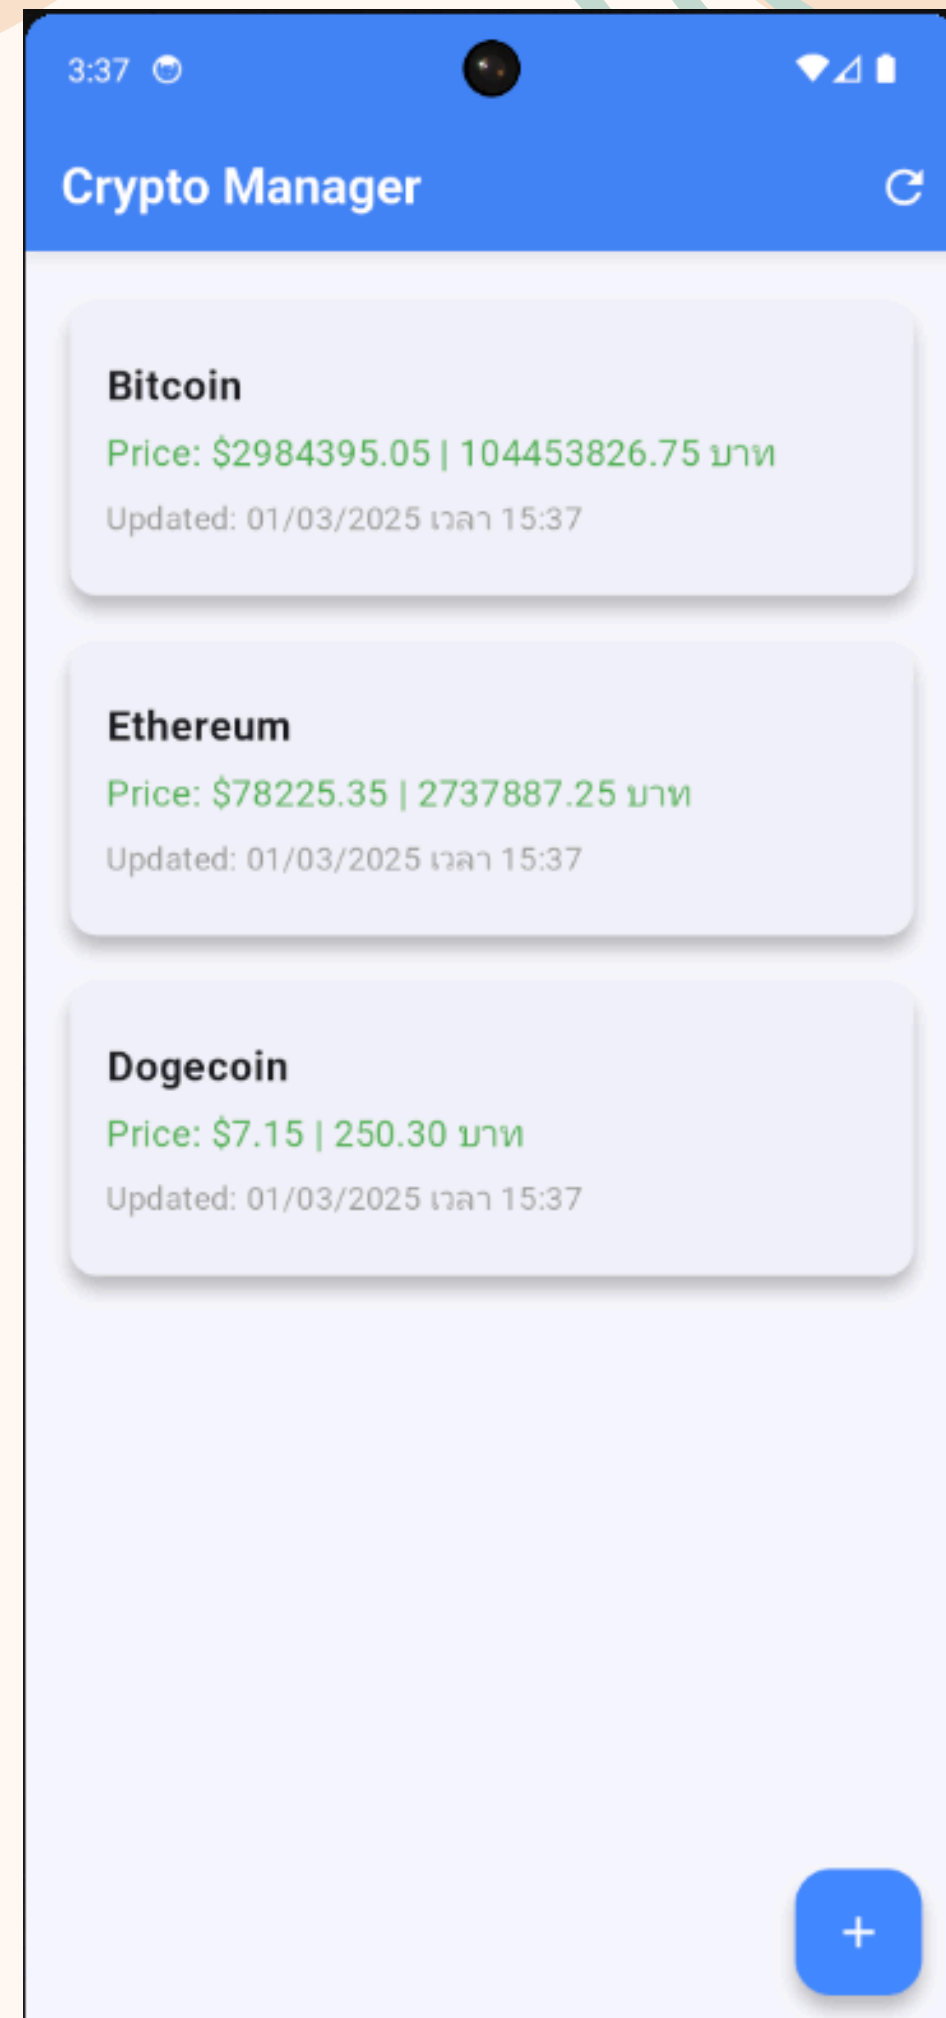 3:37
Crypto Manager
Bitcoin
Price: $2984395.05 | 104453826.75 บาท
Updated: 01/03/2025 เวลา 15:37
Ethereum
Price: $78225.35 | 2737887.25 บาท
Updated: 01/03/2025 เวลา 15:37
Dogecoin
Price: $7.15 | 250.30 บาท
Updated: 01/03/2025 เวลา 15:37
+